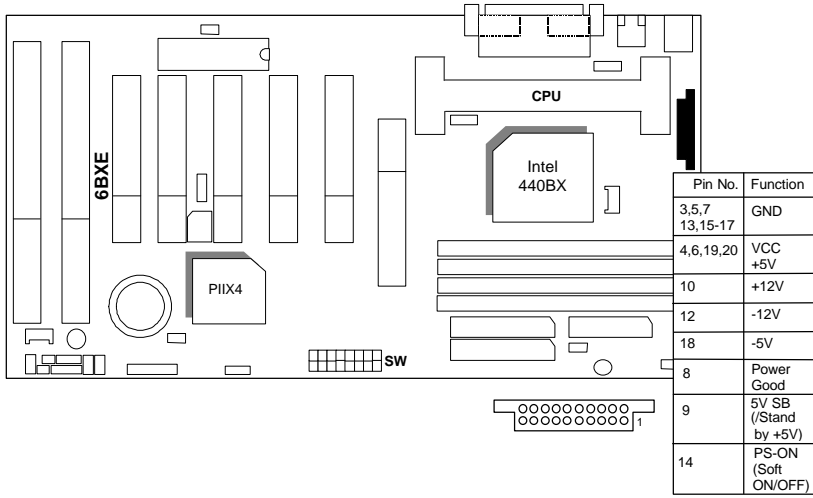 CPU
6BXE
Intel
440BX
PIIX4
SW
1
Pin No. Function
3,5,7
13,15-17 GND
4,6,19,20 VCC
+5V
10 +12V
12 -12V
18 -5V
8 Power
Good
9 5V SB
(/Stand
by +5V)
14 PS-ON
(Soft
ON/OFF)